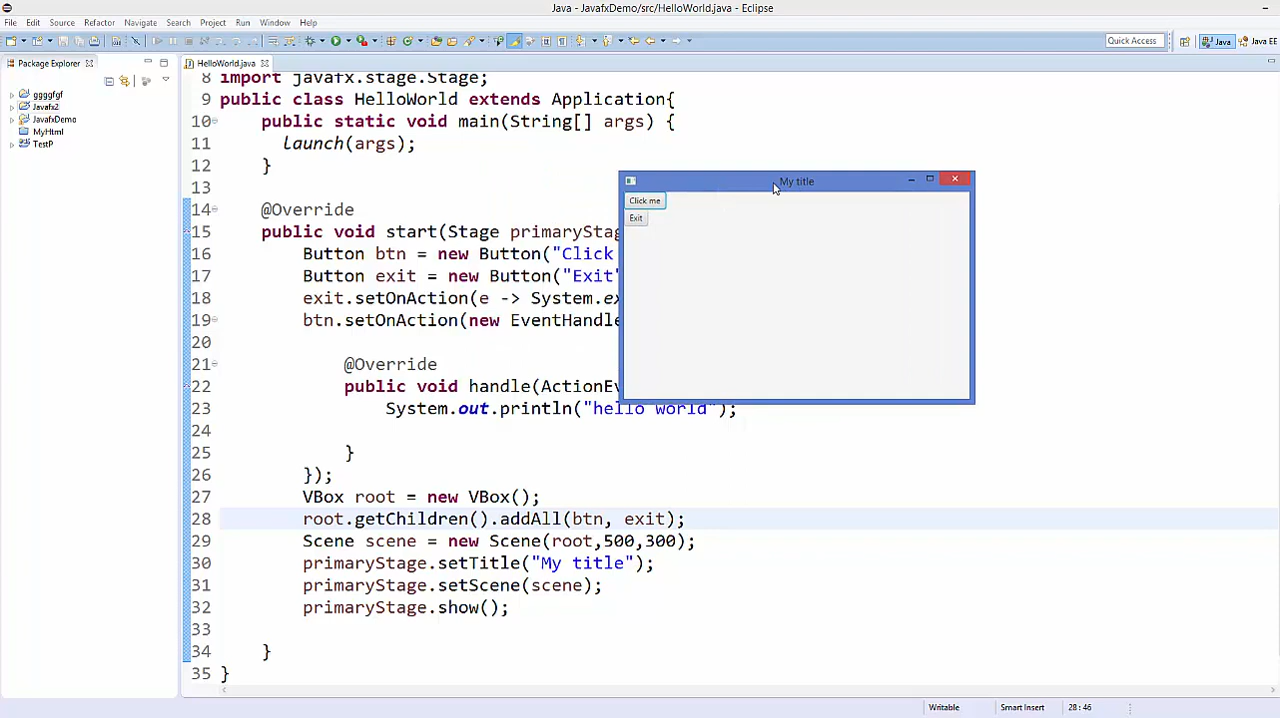 Java - JavafxDemo/src/HelloWorld.java - Eclipse
File Edit Source Refactor Navigate Search Project Run Window Help
Quick Access Java Java EE
Package Explorer
ggggfgf
Javafx2
JavafxDemo
MyHtml
TestP
HelloWorld.java
8 import javafx.stage.Stage;
9 public class HelloWorld extends Application{
10 public static void main(String[] args) {
11 launch(args);
12 }
13
14 @Override
15 public void start(Stage primaryStag
16 Button btn = new Button("Click
17 Button exit = new Button("Exit"
18 exit.setOnAction(e -> System.ex
19 btn.setOnAction(new EventHandle
20
21 @Override
22 public void handle(ActionEv
23 System.out.println("hello world");
24
25 }
26 });
27 VBox root = new VBox();
28 root.getChildren().addAll(btn, exit);
29 Scene scene = new Scene(root,500,300);
30 primaryStage.setTitle("My title");
31 primaryStage.setScene(scene);
32 primaryStage.show();
33
34 }
35 }
My title
Click me
Exit
Writable Smart Insert 28 : 46